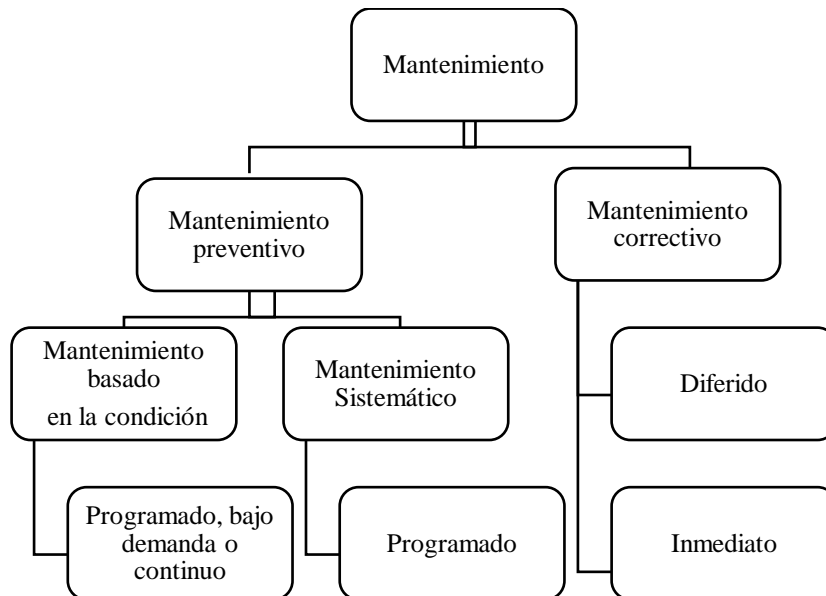 Mantenimiento
Mantenimiento
preventivo
Mantenimiento
correctivo
Mantenimiento
basado
en la condición
Mantenimiento
Sistemático
Diferido
Programado, bajo
demanda o
continuo
Programado
Inmediato